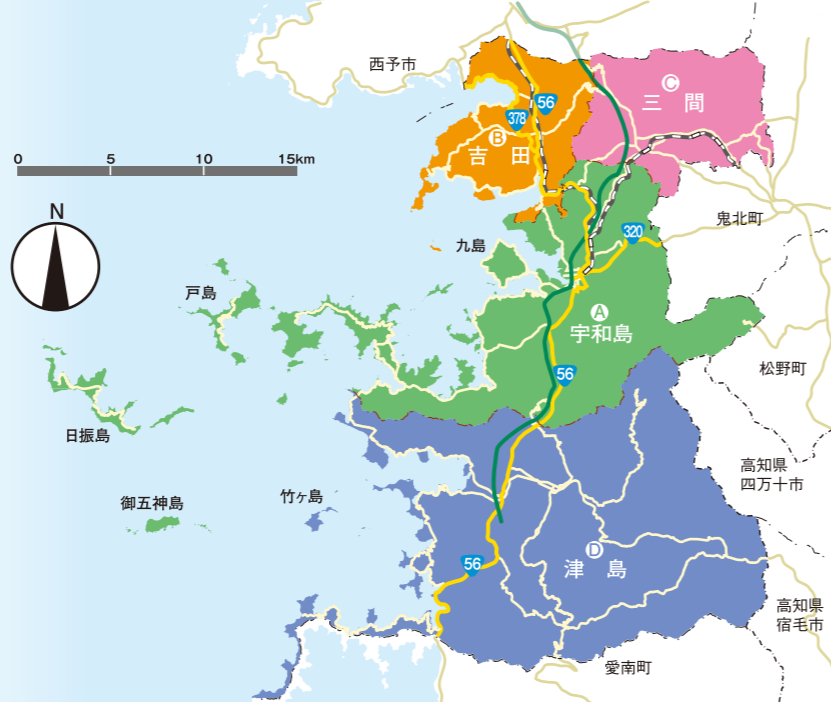 西予市
56
378
B
吉田
C
三間
0 5 10 15km
N
九島
320
鬼北町
戸島
A
宇和島
56
松野町
日振島
高知県
四万十市
御五神島
竹ヶ島
D
津島
56
高知県
宿毛市
愛南町